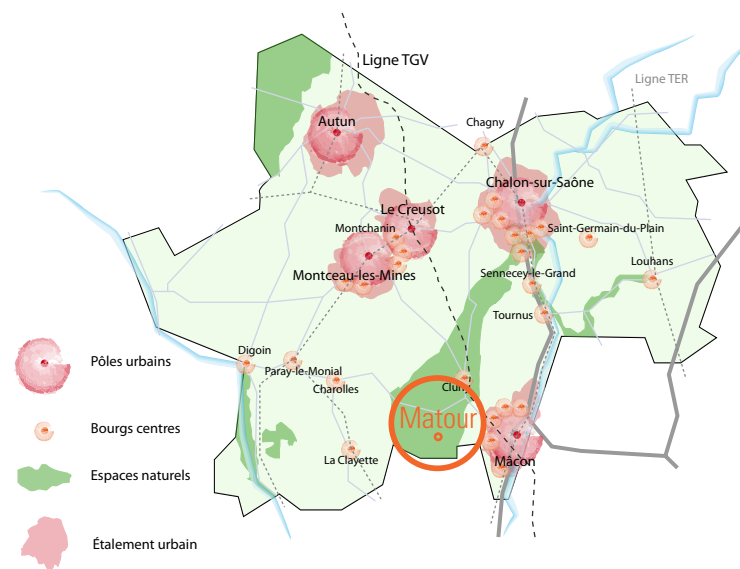 Ligne TGV
Ligne TER
Autun
Chagny
Chalon-sur-Saône
Le Creusot
Montchanin
Saint-Germain-du-Plain
Montceau-les-Mines
Sennecey-le-Grand
Louhans
Tournus
Digoin
Paray-le-Monial
Charolles
Cluny
Matour
La Clayette
Mâcon
Pôles urbains
Bourgs centres
Espaces naturels
Étalement urbain